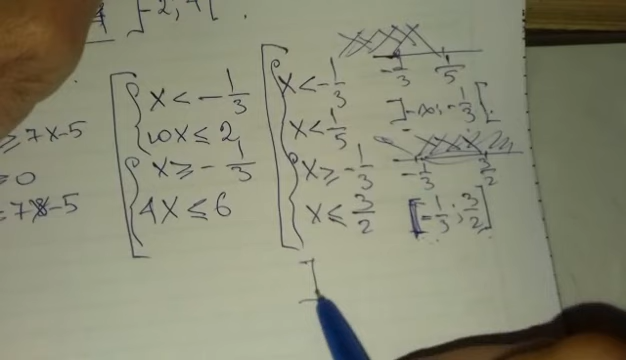 ]-2; 4[.
≥ 7x-5
= 0
= 7x-5
x < -1/3
10x ≤ 2
x ≥ -1/3
4x ≤ 6
x < -1/3
x ≤ 1/5
x ≥ -1/3
x ≤ 3/2
-1/3 1/5
]-∞; -1/3[.
-1/3 3/2
[-1/3; 3/2]